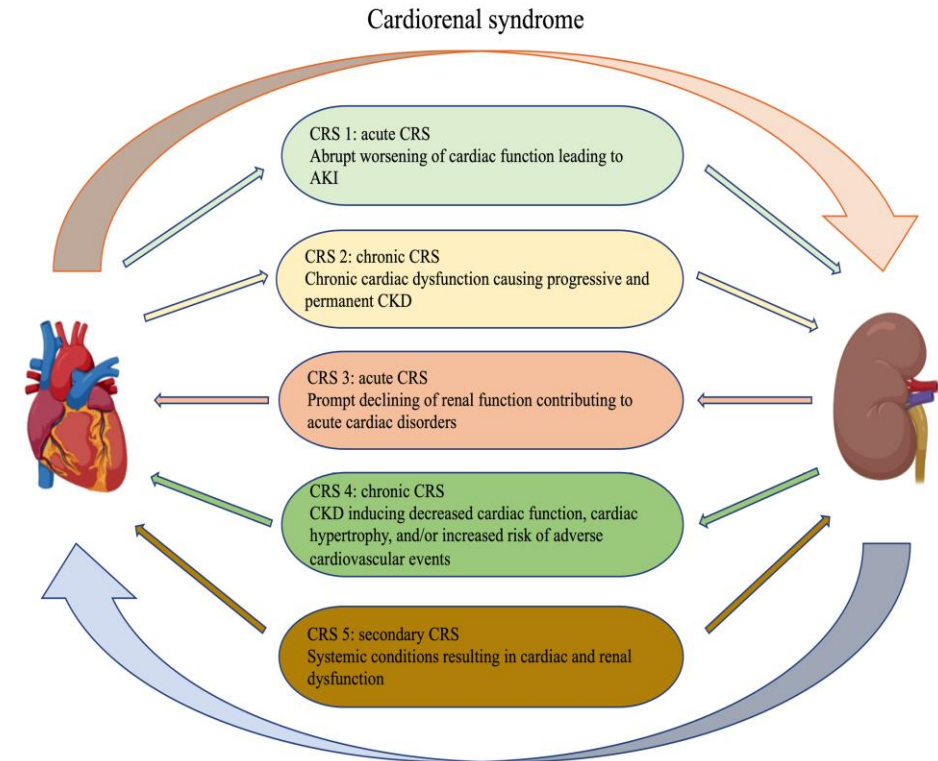 Cardiorenal syndrome
CRS 1: acute CRS
Abrupt worsening of cardiac function leading to
AKI
CRS 2: chronic CRS
Chronic cardiac dysfunction causing progressive and
permanent CKD
CRS 3: acute CRS
Prompt declining of renal function contributing to
acute cardiac disorders
CRS 4: chronic CRS
CKD inducing decreased cardiac function, cardiac
hypertrophy, and/or increased risk of adverse
cardiovascular events
CRS 5: secondary CRS
Systemic conditions resulting in cardiac and renal
dysfunction